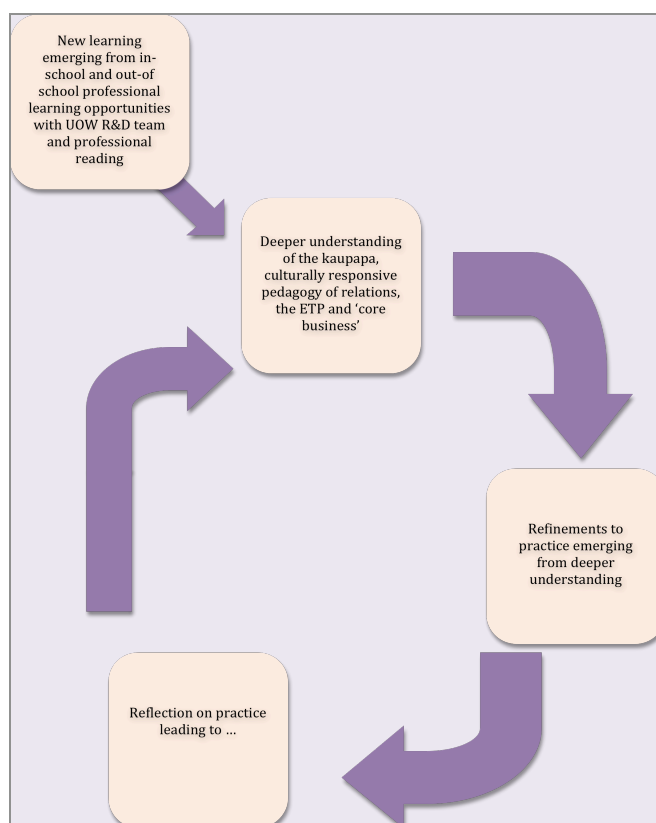 New learning
emerging from in-
school and out-of
school professional
learning opportunities
with UOW R&D team
and professional
reading
Deeper understanding
of the kaupapa,
culturally responsive
pedagogy of relations,
the ETP and ‘core
business’
Refinements to
practice emerging
from deeper
understanding
Reflection on practice
leading to ...